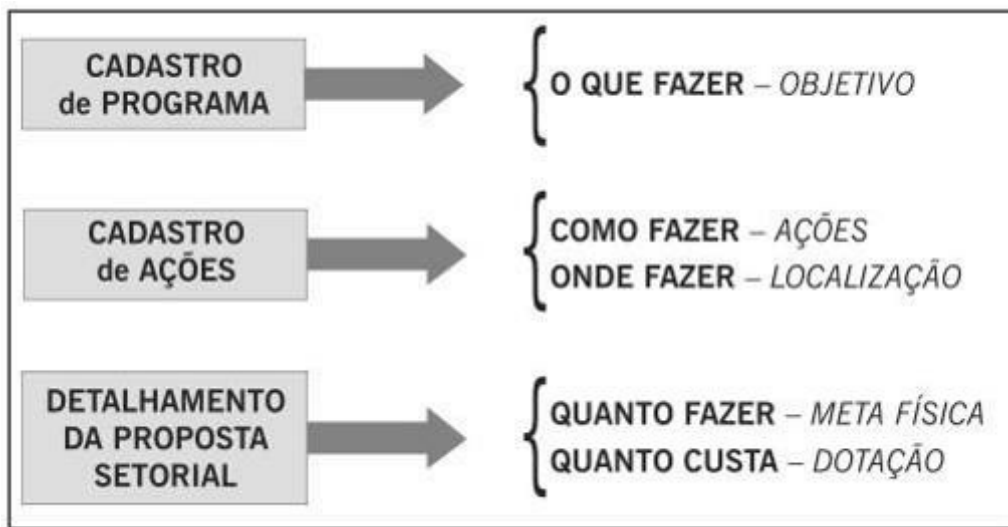 CADASTRO
de PROGRAMA
O QUE FAZER – OBJETIVO
CADASTRO
de AÇÕES
COMO FAZER – AÇÕES
ONDE FAZER – LOCALIZAÇÃO
DETALHAMENTO
DA PROPOSTA
SETORIAL
QUANTO FAZER – META FÍSICA
QUANTO CUSTA – DOTAÇÃO